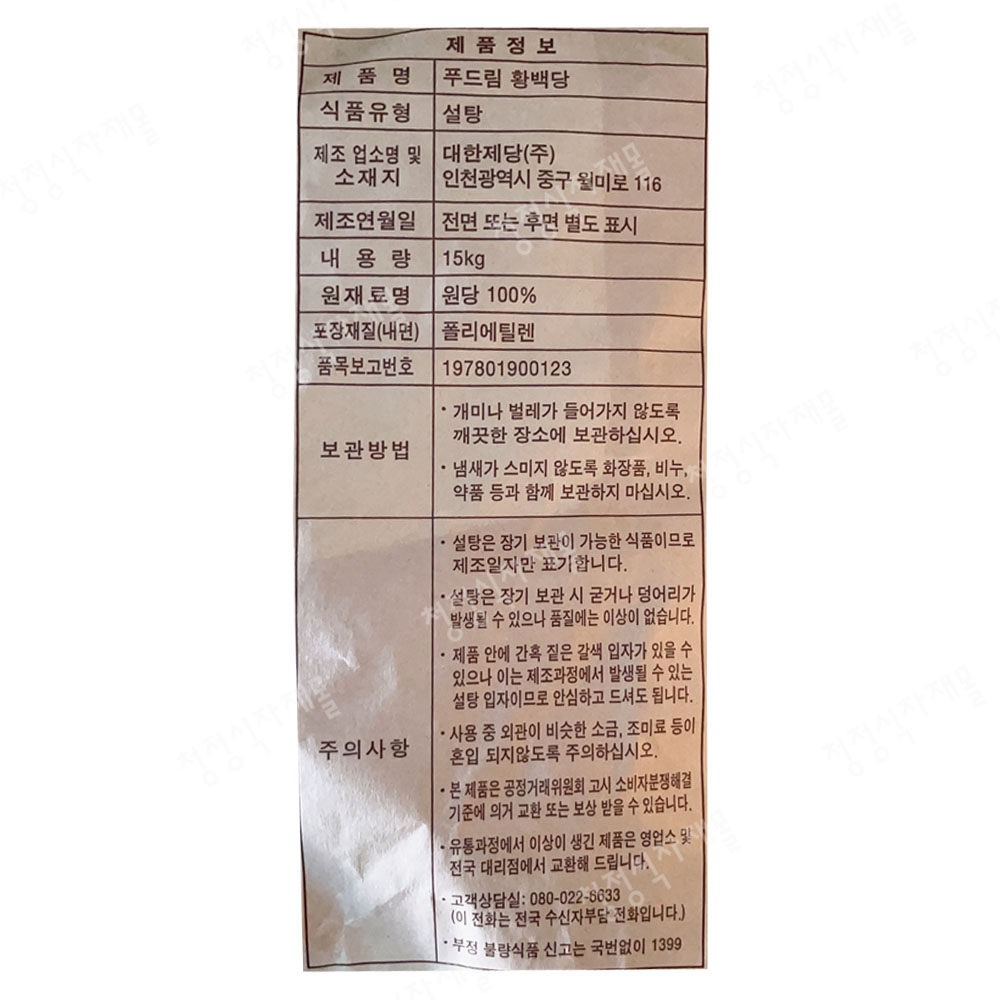 제품정보
제품명 푸드림 황백당
식품유형 설탕
제조 업소명 및 소재지 대한제당(주)
인천광역시 중구 월미로 116
제조연월일 전면 또는 후면 별도 표시
내용량 15kg
원재료명 원당 100%
포장재질(내면) 폴리에틸렌
품목보고번호 197801900123
보관방법
• 개미나 벌레가 들어가지 않도록
깨끗한 장소에 보관하십시오.
• 냄새가 스미지 않도록 화장품, 비누,
약품 등과 함께 보관하지 마십시오.
주의사항
• 설탕은 장기 보관이 가능한 식품이므로
제조일자만 표기합니다.
• 설탕은 장기 보관 시 굳거나 덩어리가
발생될 수 있으나 품질에는 이상이 없습니다.
• 제품 안에 간혹 짙은 갈색 입자가 있을 수
있으나 이는 제조과정에서 발생될 수 있는
설탕 입자이므로 안심하고 드셔도 됩니다.
• 사용 중 외관이 비슷한 소금, 조미료 등이
혼입 되지않도록 주의하십시오.
• 본 제품은 공정거래위원회 고시 소비자분쟁해결
기준에 의거 교환 또는 보상 받을 수 있습니다.
• 유통과정에서 이상이 생긴 제품은 영업소 및
전국 대리점에서 교환해 드립니다.
• 고객상담실: 080-022-6633
(이 전화는 전국 수신자부담 전화입니다.)
• 부정 불량식품 신고는 국번없이 1399
청정식자재몰